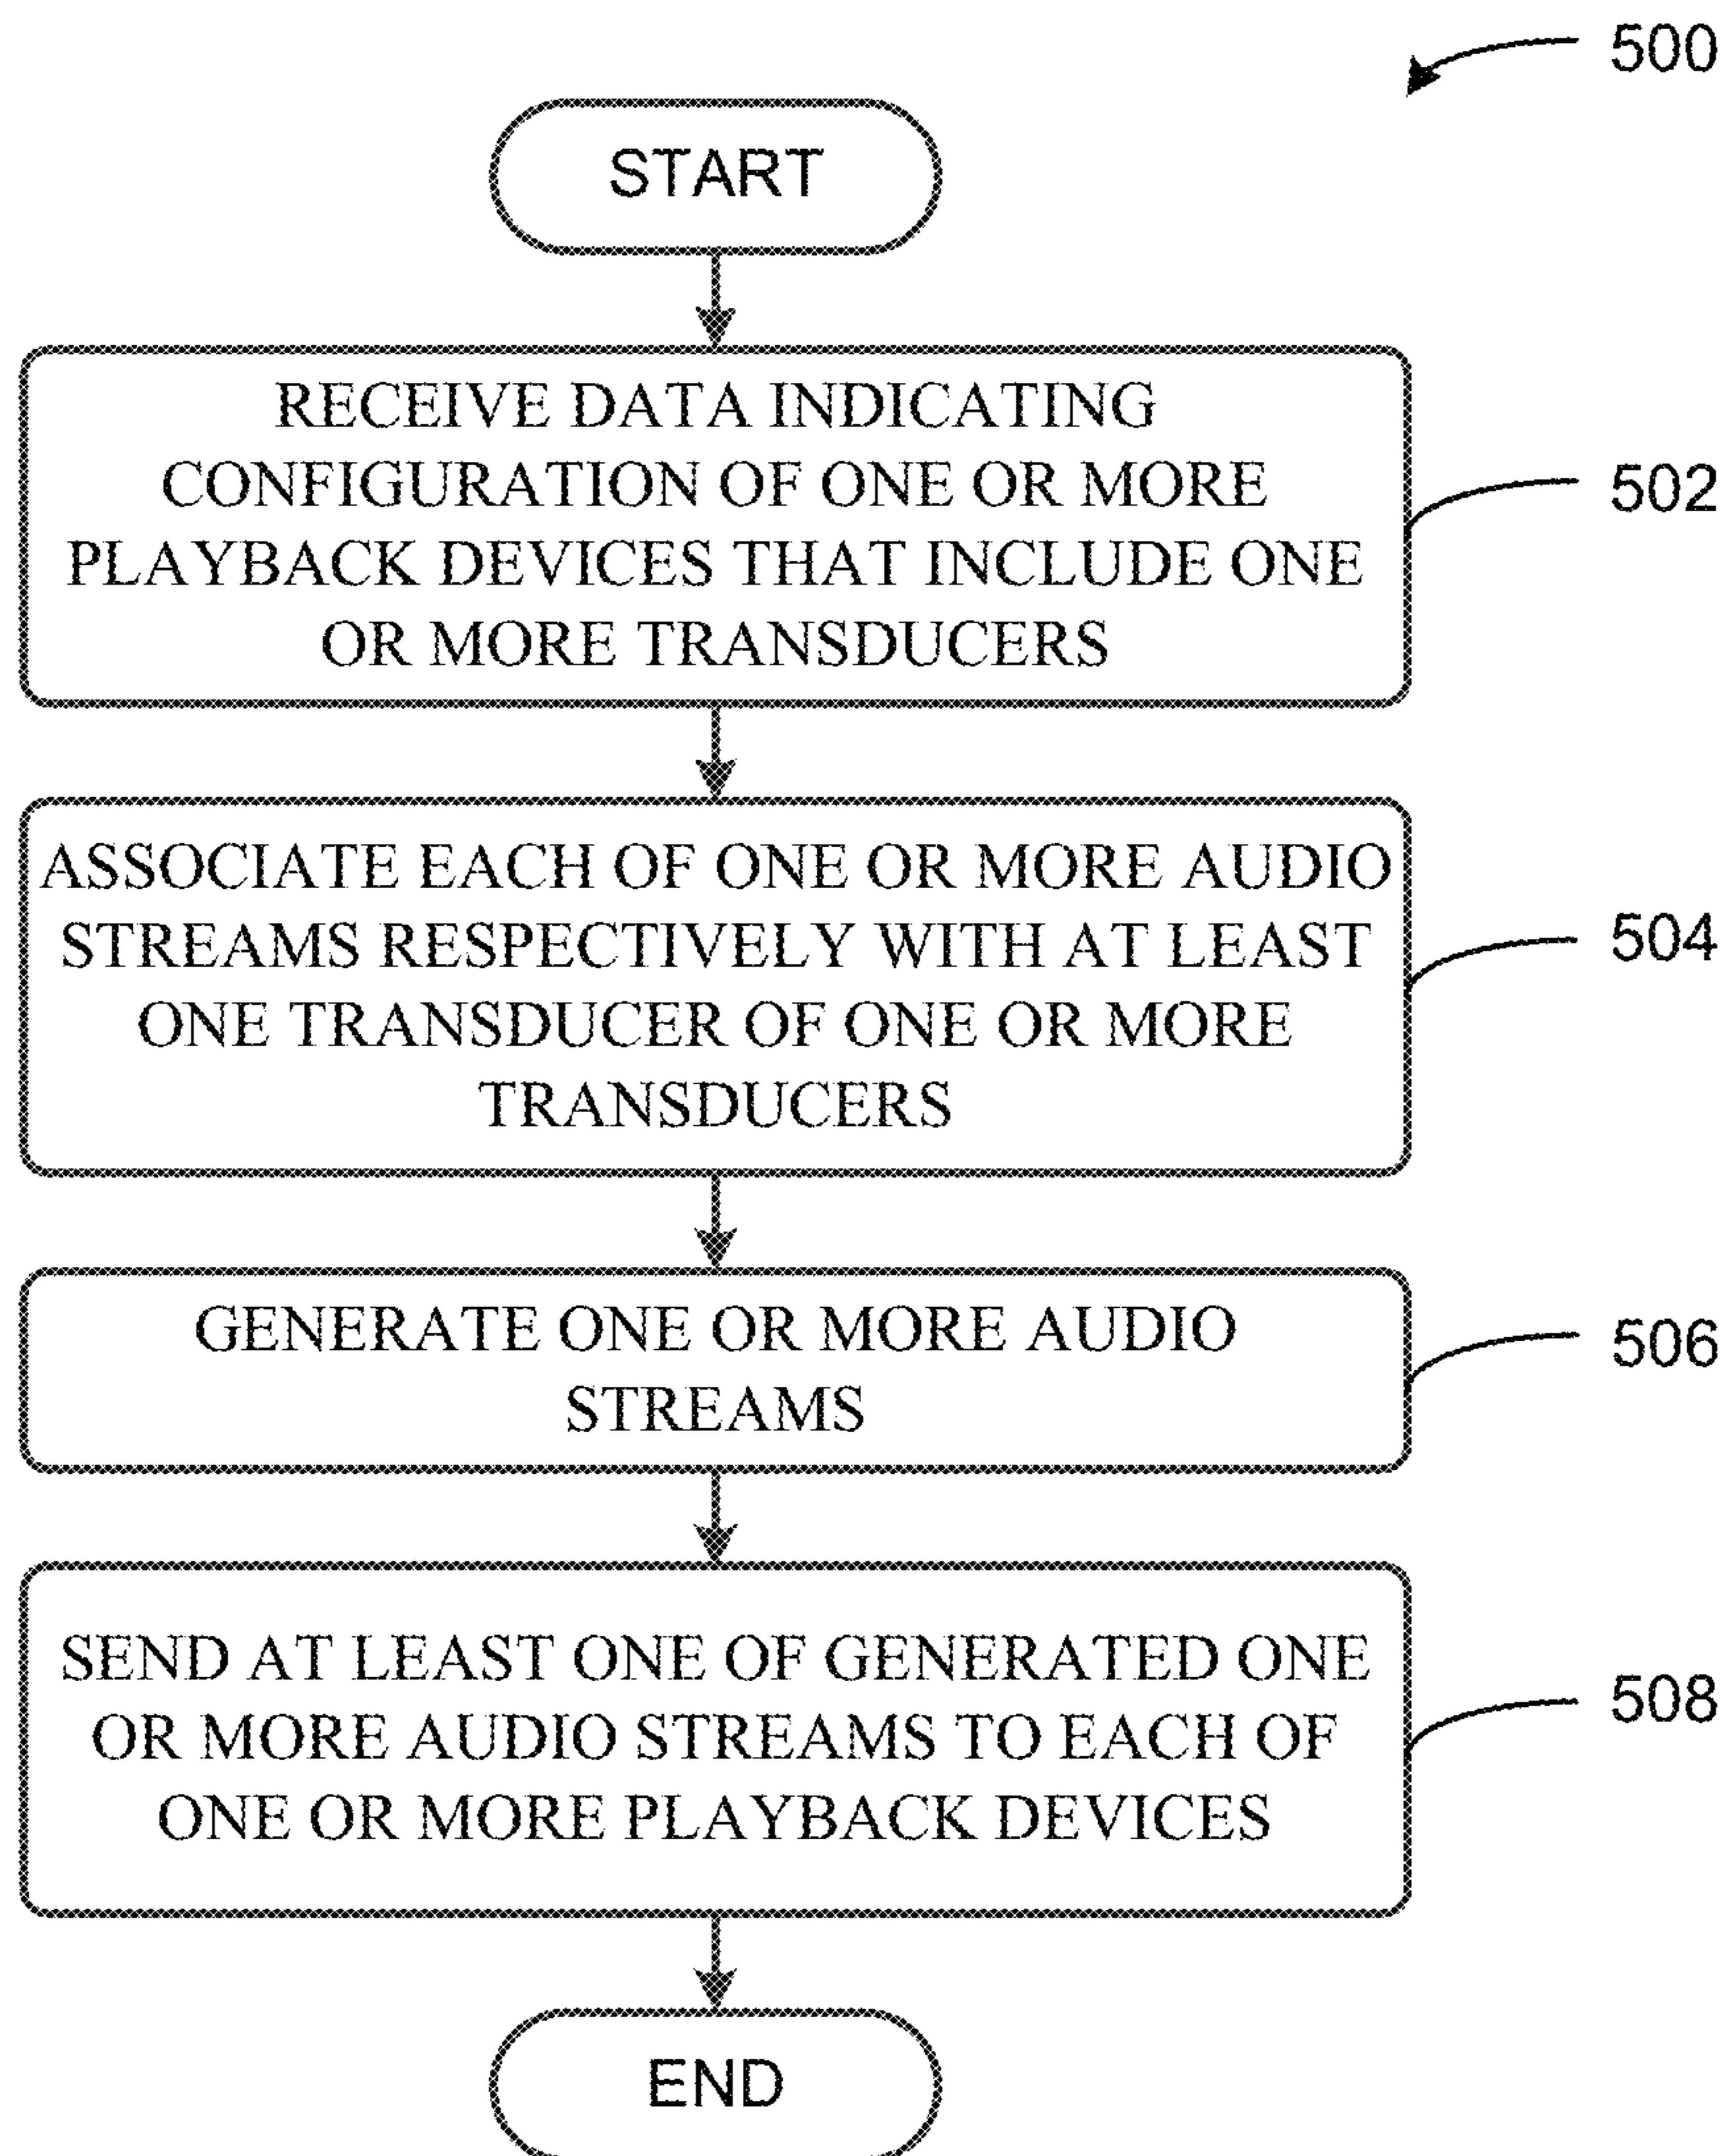 500
START
RECEIVE DATA INDICATING
CONFIGURATION OF ONE OR MORE
PLAYBACK DEVICES THAT INCLUDE ONE
OR MORE TRANSDUCERS
502
ASSOCIATE EACH OF ONE OR MORE AUDIO
STREAMS RESPECTIVELY WITH AT LEAST
ONE TRANSDUCER OF ONE OR MORE
TRANSDUCERS
504
GENERATE ONE OR MORE AUDIO
STREAMS
506
SEND AT LEAST ONE OF GENERATED ONE
OR MORE AUDIO STREAMS TO EACH OF
ONE OR MORE PLAYBACK DEVICES
508
END